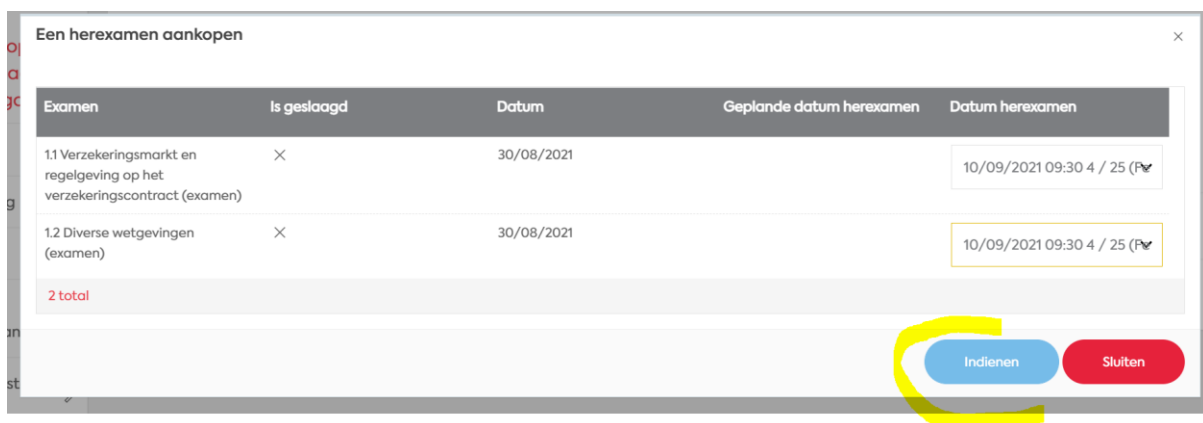 Een herexamen aankopen
Examen Is geslaagd Datum Geplande datum herexamen Datum herexamen
1.1 Verzekeringsmarkt en
regelgeving op het
verzekeringscontract (examen)
30/08/2021
10/09/2021 09:30 4 / 25 (
1.2 Diverse wetgevingen
(examen)
30/08/2021
10/09/2021 09:30 4 / 25 (
2 total
Indienen Sluiten